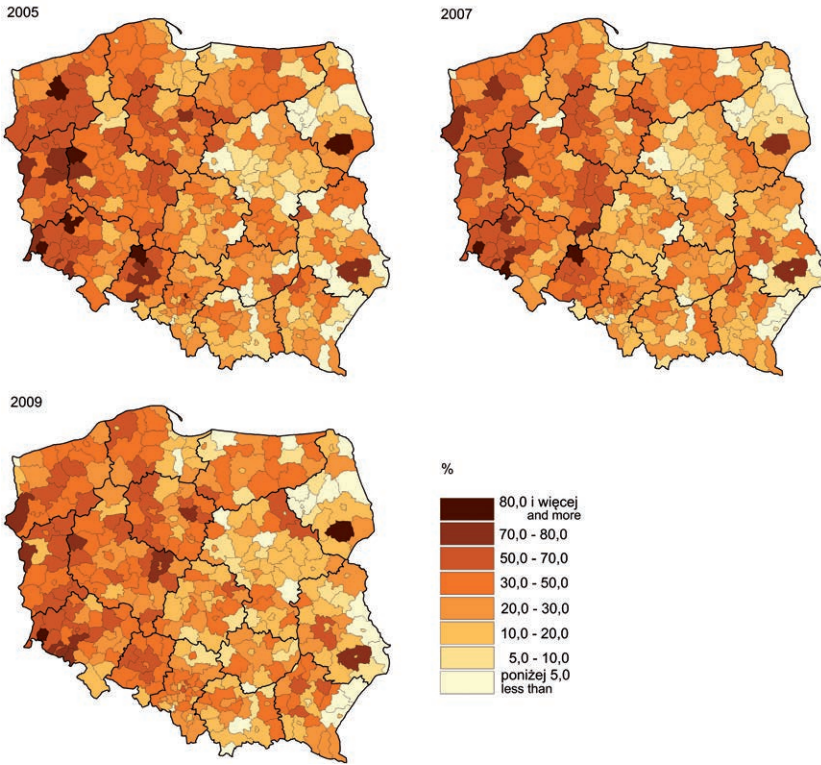 2005
2007
2009
%
80,0 i więcej
and more
70,0 - 80,0
50,0 - 70,0
30,0 - 50,0
20,0 - 30,0
10,0 - 20,0
5,0 - 10,0
poniżej 5,0
less than